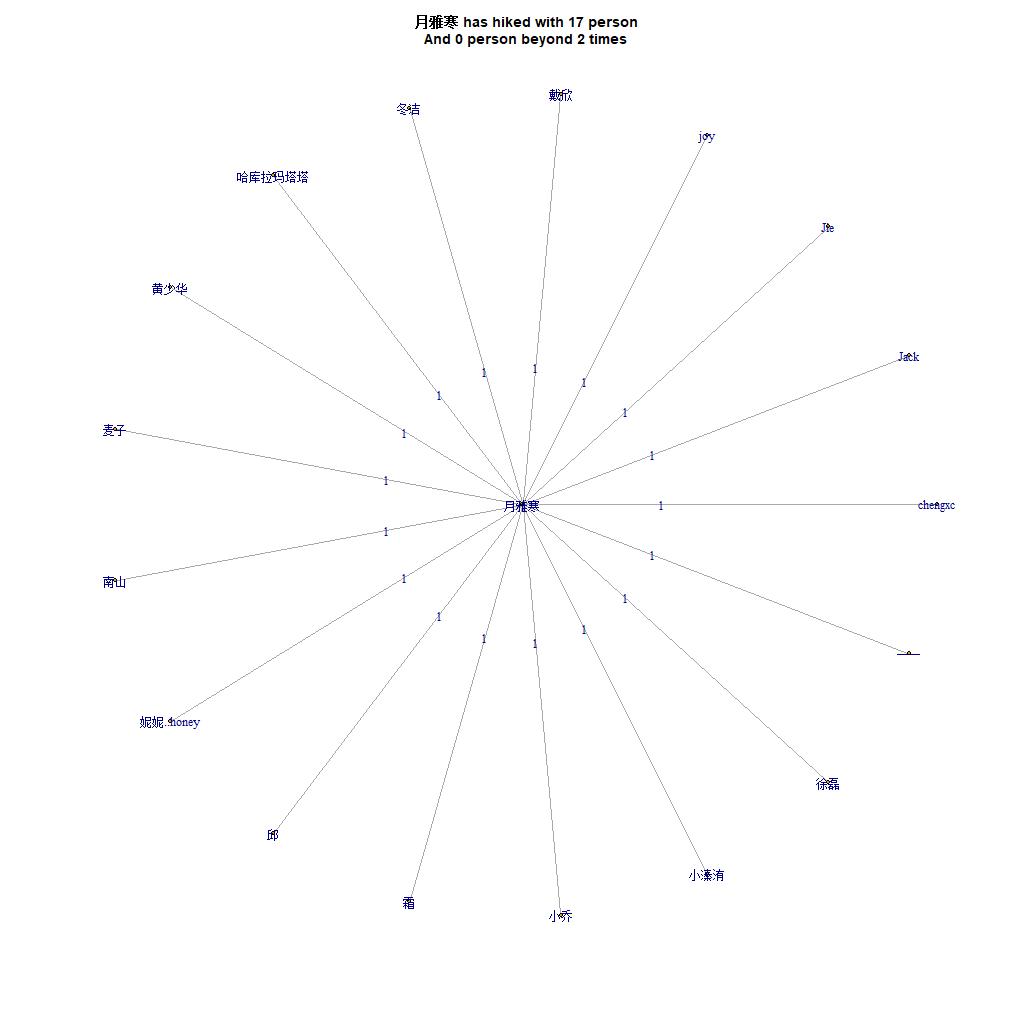 月雅寒 has hiked with 17 person
And 0 person beyond 2 times
戴欣
冬洁
joy
哈库拉玛塔塔
Jie
黄少华
Jack
1
1
1
1
1
麦子
1
1
1
1
月雅寒
1
chengxc
1
1
南山
1
1
1
1
1
1
妮妮..honey
徐磊
邱
小溱洧
霜
小乔